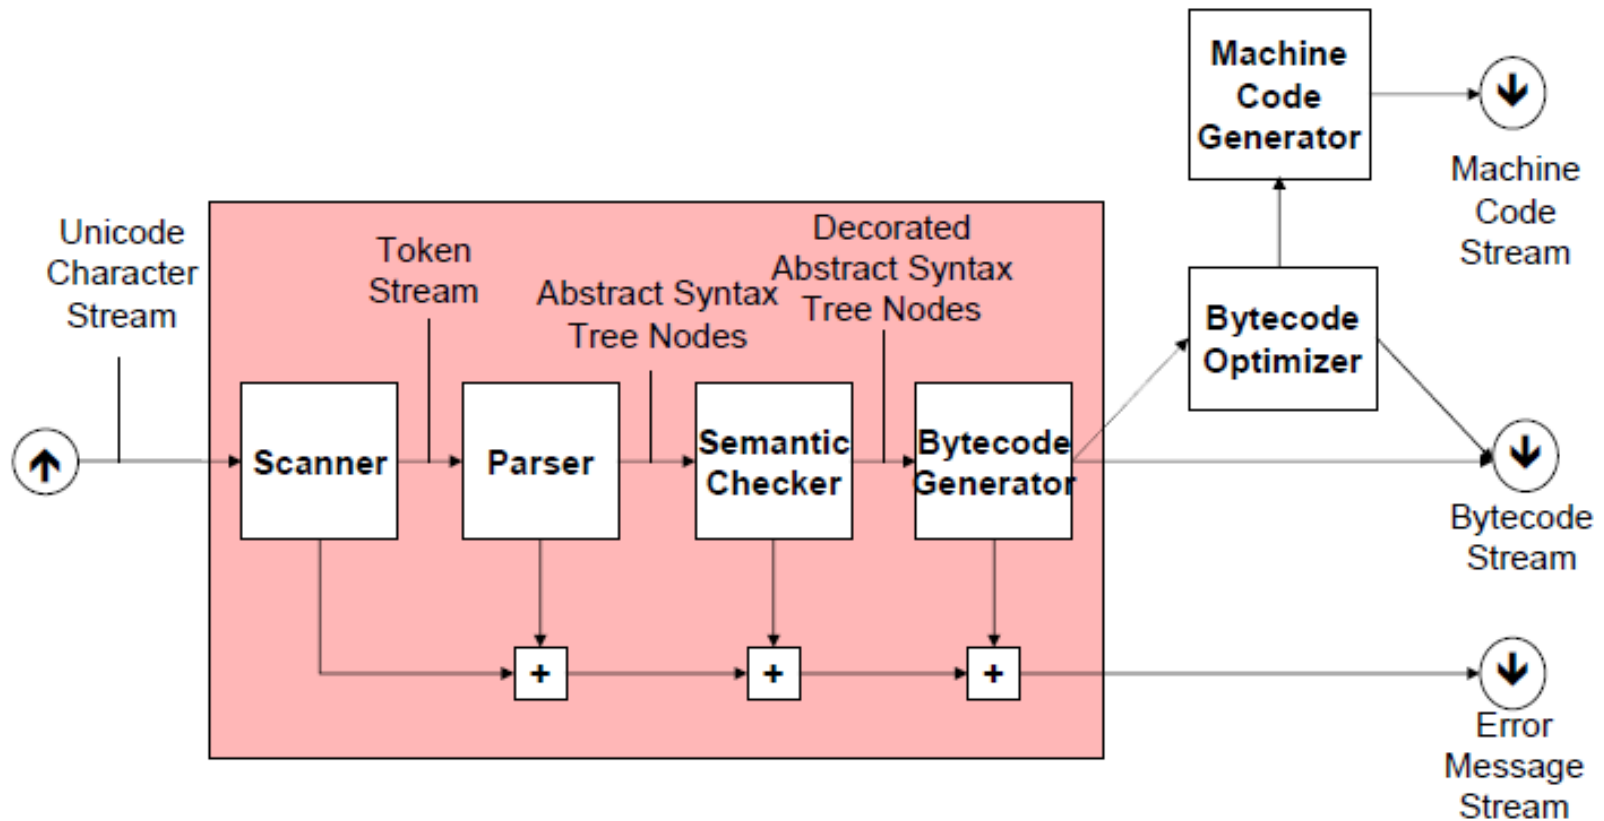 Machine
Code
Generator
Machine
Code
Stream
Unicode
Character
Stream
Token
Stream
Abstract Syntax
Tree Nodes
Decorated
Abstract Syntax
Tree Nodes
Bytecode
Optimizer
Scanner
Parser
Semantic
Checker
Bytecode
Generator
Bytecode
Stream
+
+
+
Error
Message
Stream